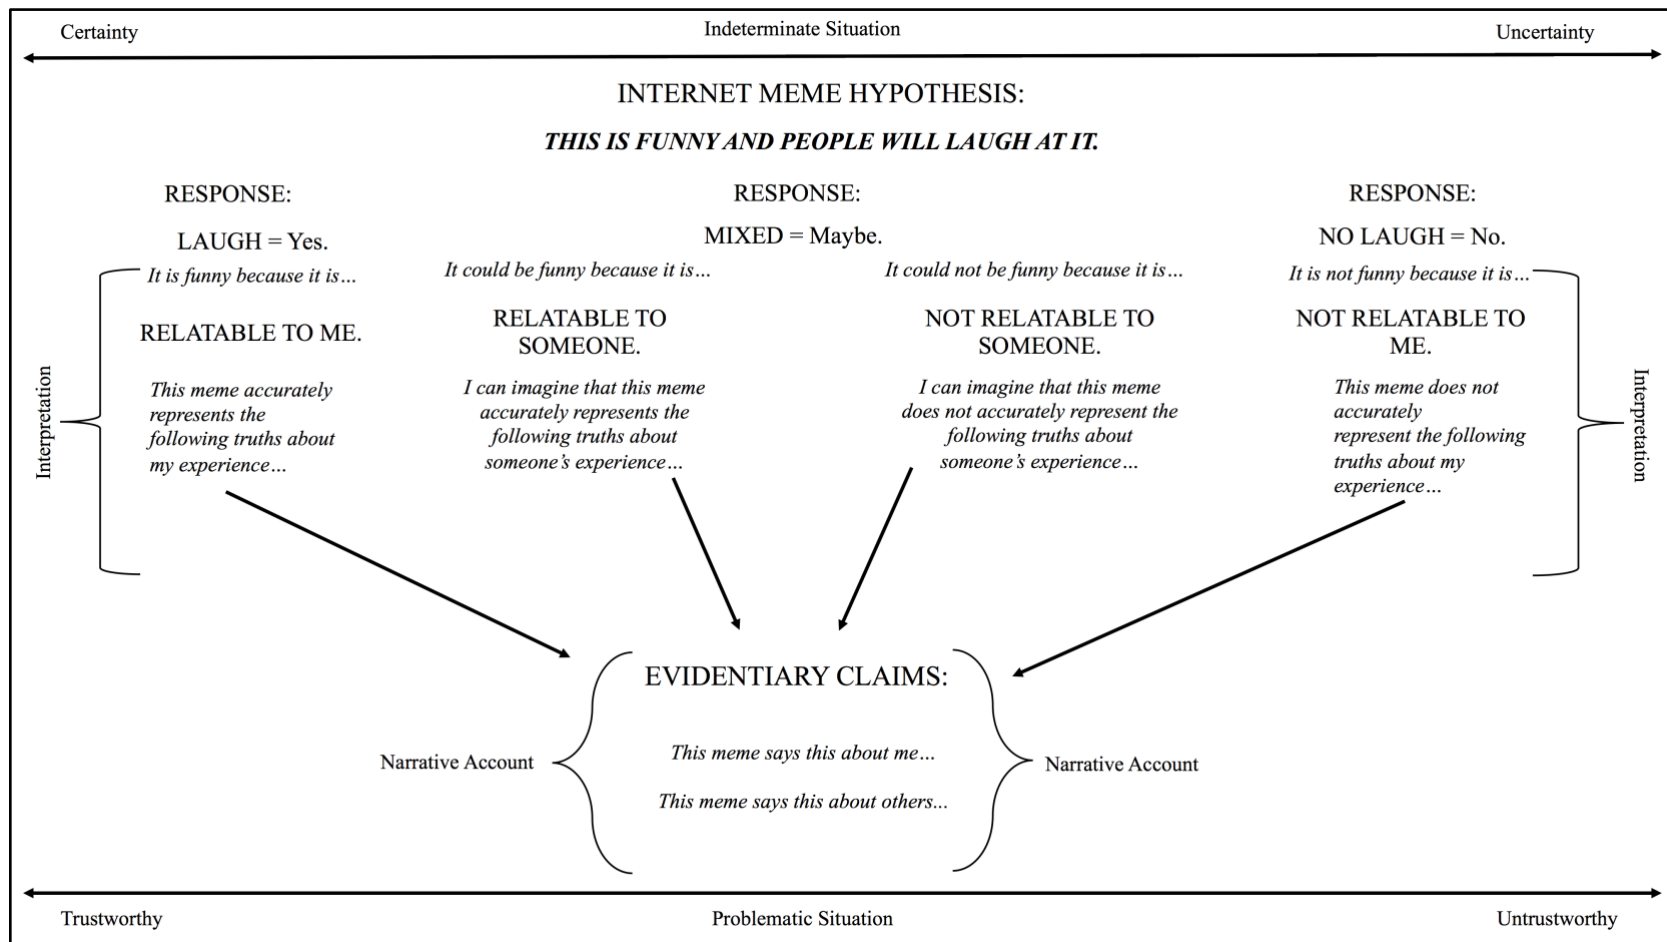 Certainty
Indeterminate Situation
Uncertainty
INTERNET MEME HYPOTHESIS:
THIS IS FUNNY AND PEOPLE WILL LAUGH AT IT.
RESPONSE:
LAUGH = Yes.
It is funny because it is…
RELATABLE TO ME.
This meme accurately
represents the
following truths about
my experience…
RESPONSE:
MIXED = Maybe.
It could be funny because it is…
RELATABLE TO
SOMEONE.
I can imagine that this meme
accurately represents the
following truths about
someone’s experience…
It could not be funny because it is…
NOT RELATABLE TO
SOMEONE.
I can imagine that this meme
does not accurately represent the
following truths about
someone’s experience…
RESPONSE:
NO LAUGH = No.
It is not funny because it is…
NOT RELATABLE TO
ME.
This meme does not
accurately
represent the following
truths about my
experience…
Interpretation
Interpretation
EVIDENTIARY CLAIMS:
This meme says this about me…
This meme says this about others…
Narrative Account
Narrative Account
Trustworthy
Problematic Situation
Untrustworthy